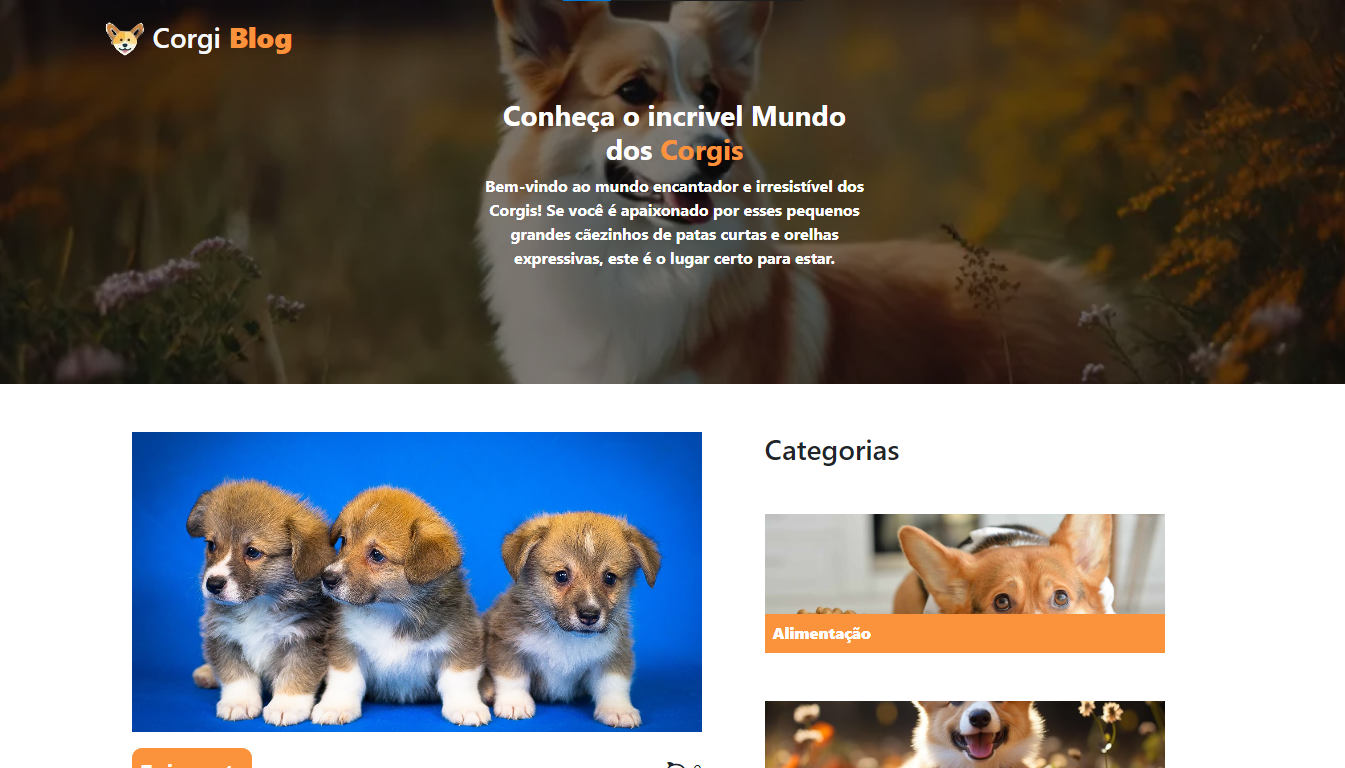 Corgi Blog
Conheça o incrivel Mundo
dos Corgis
Bem-vindo ao mundo encantador e irresistível dos
Corgis! Se você é apaixonado por esses pequenos
grandes cãezinhos de patas curtas e orelhas
expressivas, este é o lugar certo para estar.
Categorias
Alimentação